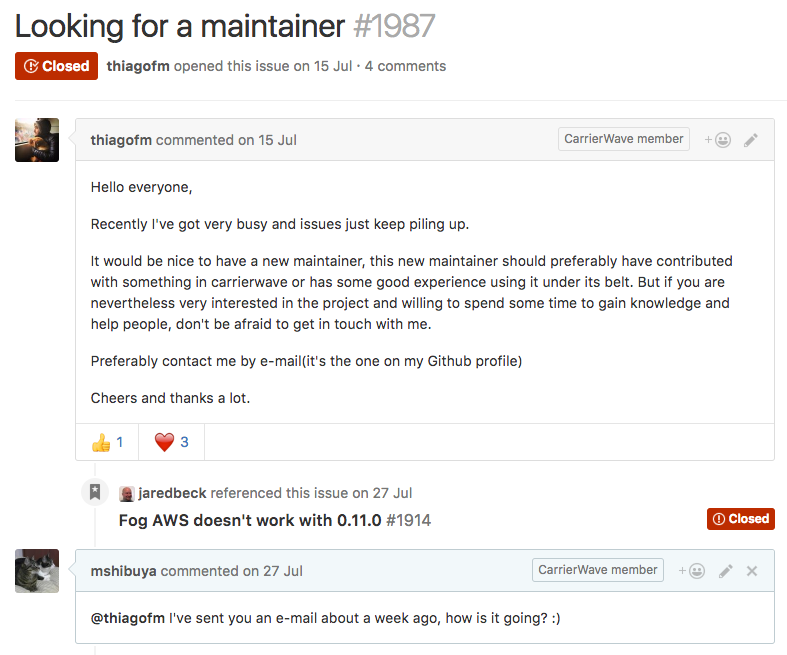 Looking for a maintainer #1987
Closed thiagofm opened this issue on 15 Jul · 4 comments
thiagofm commented on 15 Jul CarrierWave member +
Hello everyone,
Recently I've got very busy and issues just keep piling up.
It would be nice to have a new maintainer, this new maintainer should preferably have contributed
with something in carrierwave or has some good experience using it under its belt. But if you are
nevertheless very interested in the project and willing to spend some time to gain knowledge and
help people, don't be afraid to get in touch with me.
Preferably contact me by e-mail(it's the one on my Github profile)
Cheers and thanks a lot.
👍 1 ❤️ 3
jaredbeck referenced this issue on 27 Jul
Fog AWS doesn't work with 0.11.0 #1914 Closed
mshibuya commented on 27 Jul CarrierWave member +
@thiagofm I've sent you an e-mail about a week ago, how is it going? :)